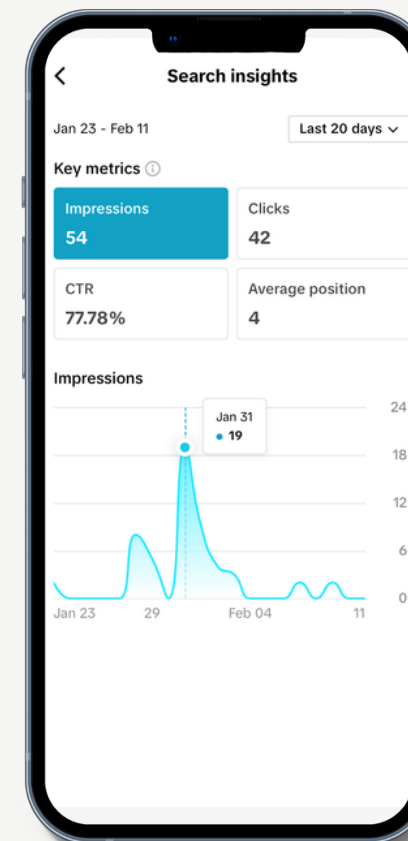 Search insights
Jan 23 - Feb 11
Last 20 days
Key metrics
Impressions
Clicks
54
42
CTR
Average position
77.78%
4
Impressions
24
Jan 31
19
18
12
6
0
Jan 23
29
Feb 04
11